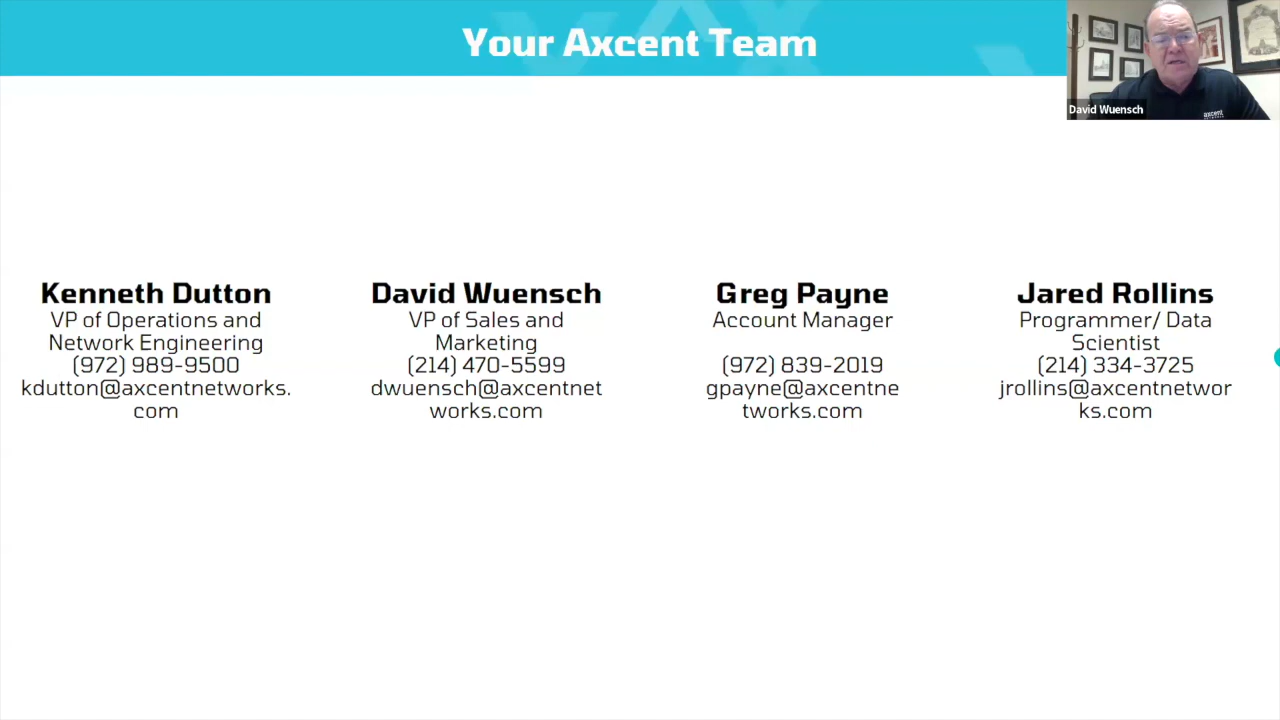 Your Axcent Team
David Wuensch
axcent
Kenneth Dutton
VP of Operations and
Network Engineering
(972) 989-9500
kdutton@axcentnetworks.
com
David Wuensch
VP of Sales and
Marketing
(214) 470-5599
dwuensch@axcentnet
works.com
Greg Payne
Account Manager
(972) 839-2019
gpayne@axcentne
tworks.com
Jared Rollins
Programmer/ Data
Scientist
(214) 334-3725
jrollins@axcentnetwor
ks.com